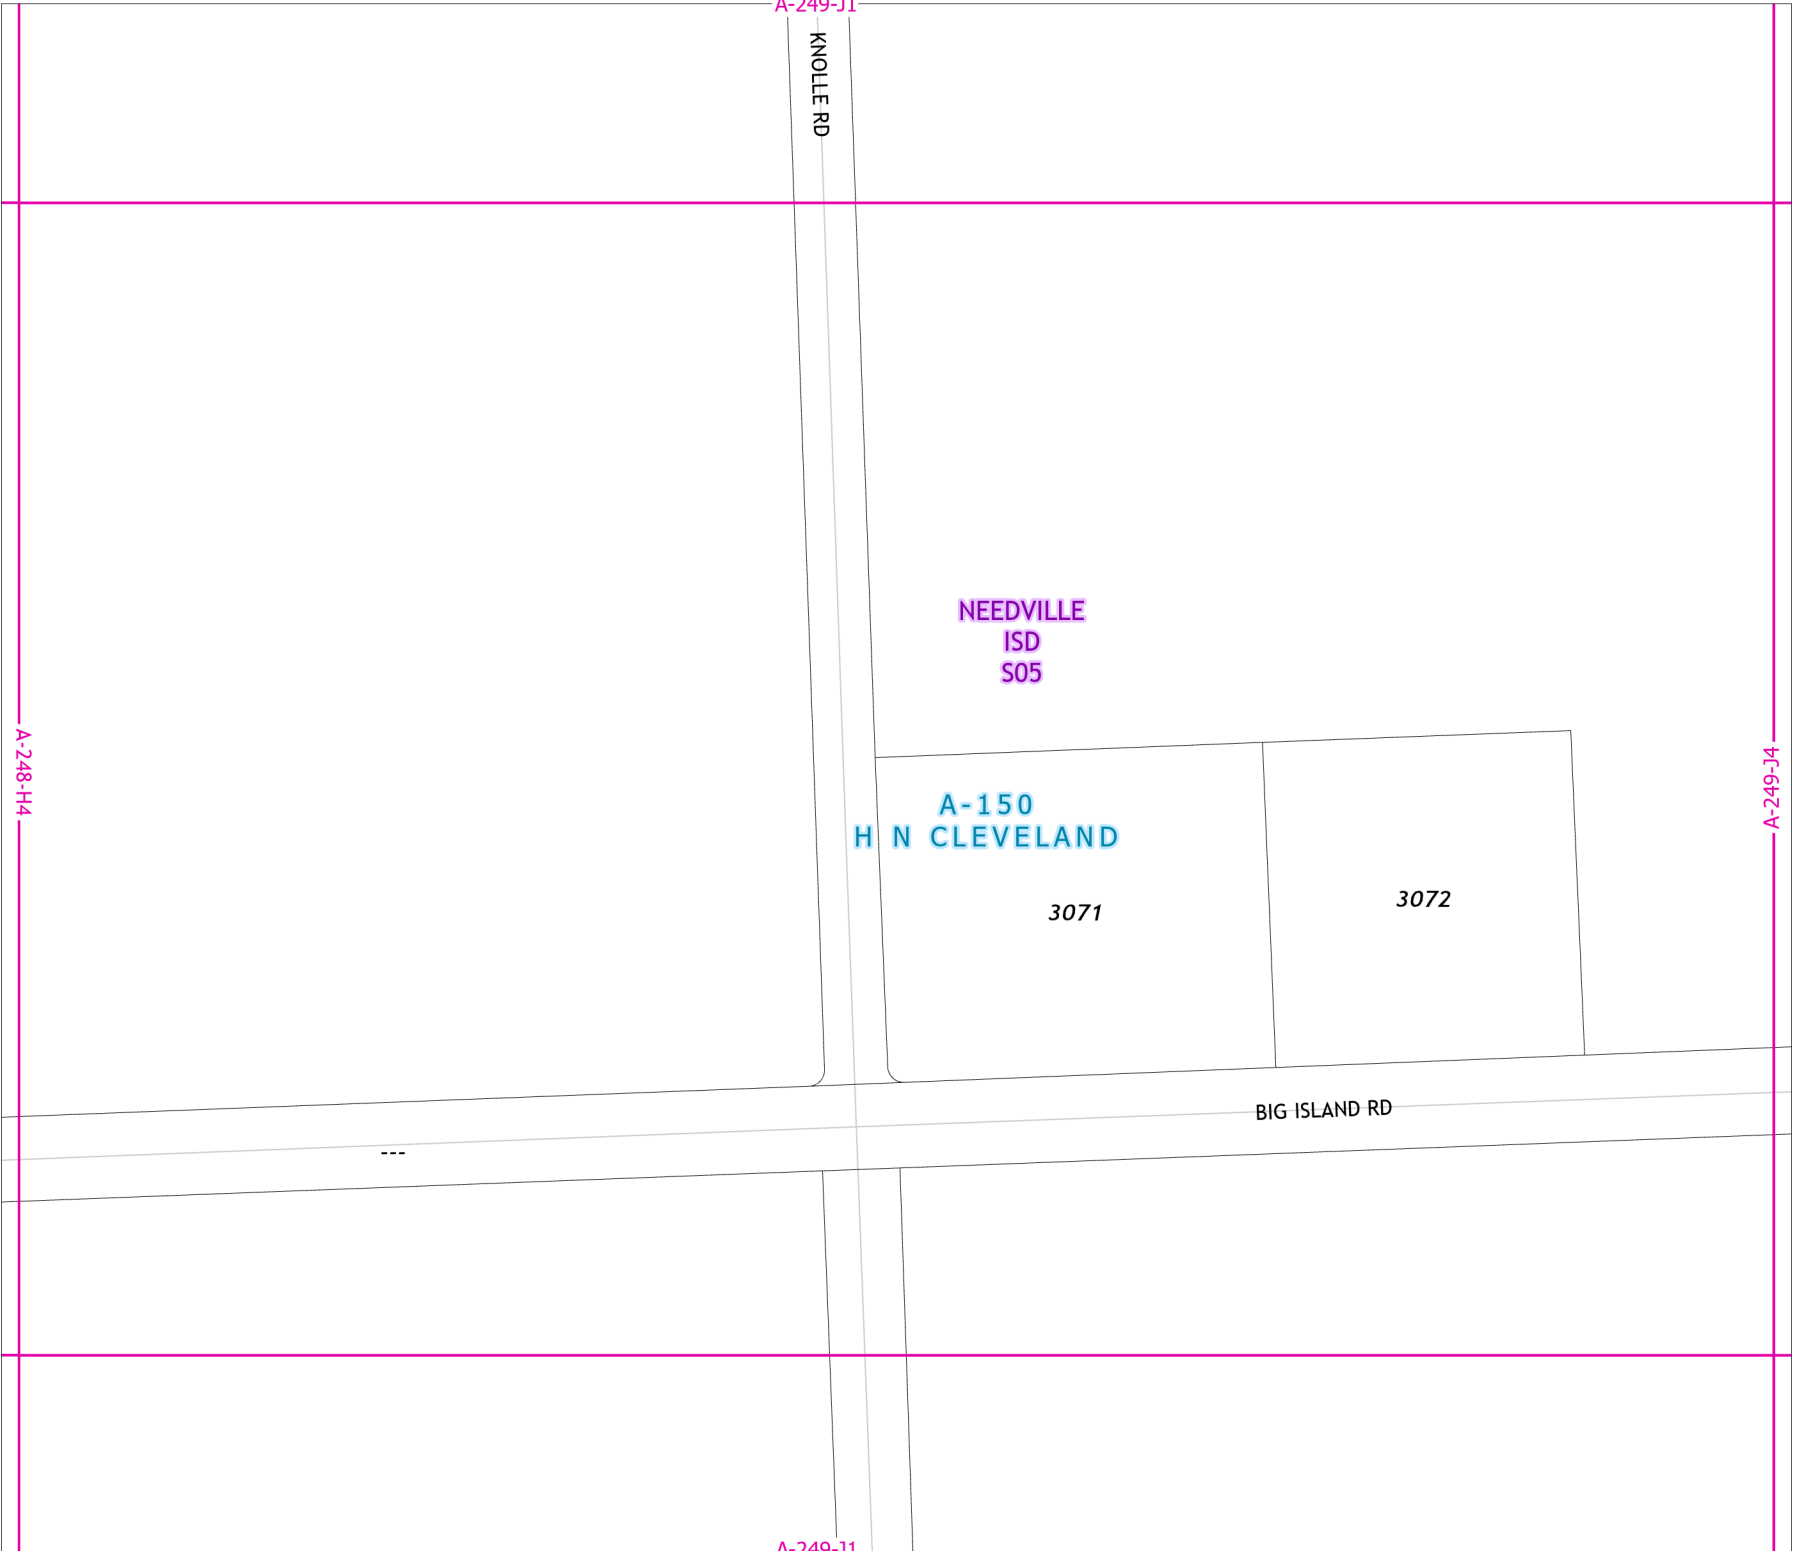 A-249-J1
KNOLLE RD
NEEDVILLE
ISD
S05
A-248-H4
A-249-J4
A-150
H N CLEVELAND
3071
3072
BIG ISLAND RD
---
A-249-J1